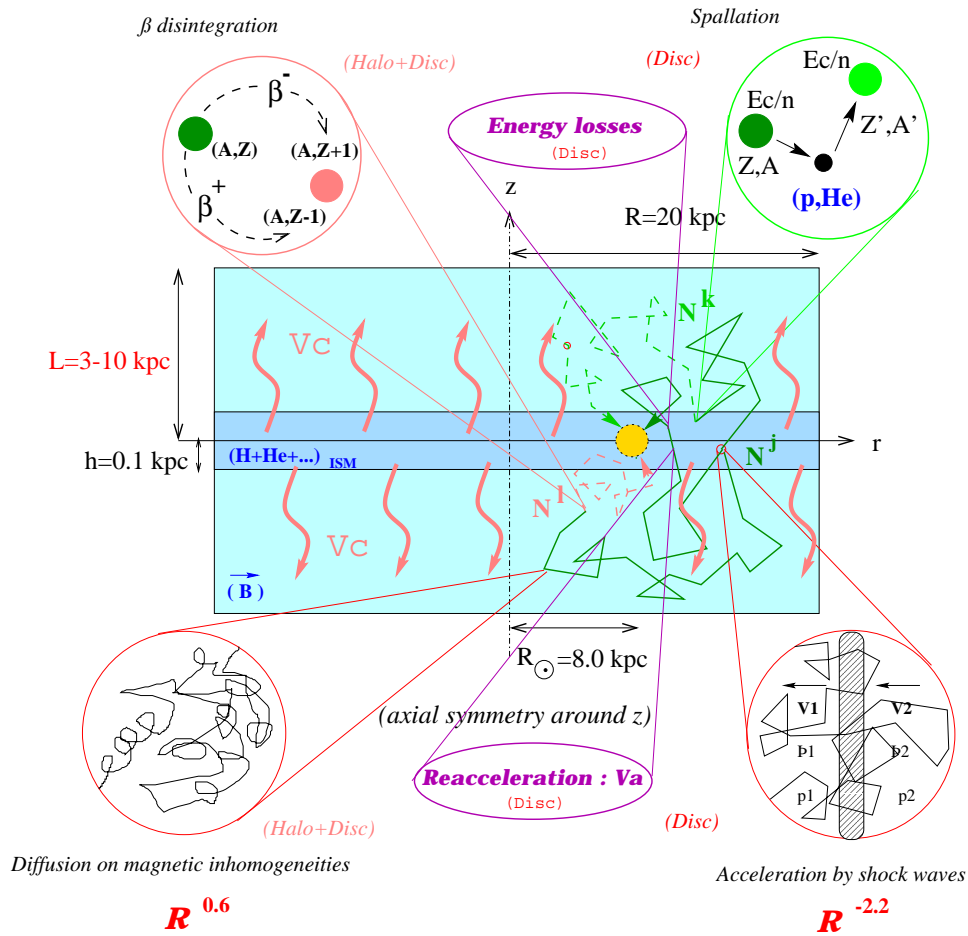 β disintegration
Spallation
(Halo+Disc)
(Disc)
β-
(A,Z)
(A,Z+1)
β+
(A,Z-1)
Energy losses
(Disc)
Ec/n
Ec/n
Z',A'
Z,A
(p,He)
z
R=20 kpc
N k
Vc
L=3-10 kpc
r
h=0.1 kpc
(H+He+...) ISM
N j
N l
Vc
(B)
R☉=8.0 kpc
(axial symmetry around z)
V1
V2
Þ1
Þ2
p1
p2
Reacceleration : Va
(Disc)
(Halo+Disc)
(Disc)
Diffusion on magnetic inhomogeneities
Acceleration by shock waves
R 0.6
R -2.2